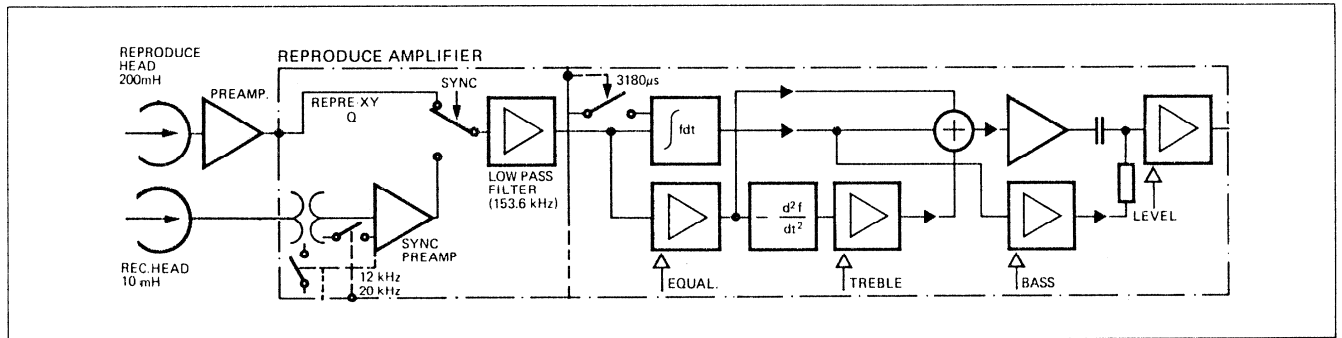 REPRODUCE
HEAD
200mH
PREAMP.
REPRODUCE AMPLIFIER
REPRE·XY
Q
SYNC
3180µs
∫fdt
LOW PASS
FILTER
(153.6 kHz)
REC.HEAD
10 mH
SYNC
PREAMP
12 kHz
20 kHz
+
- d²f
dt²
EQUAL.
TREBLE
BASS
LEVEL